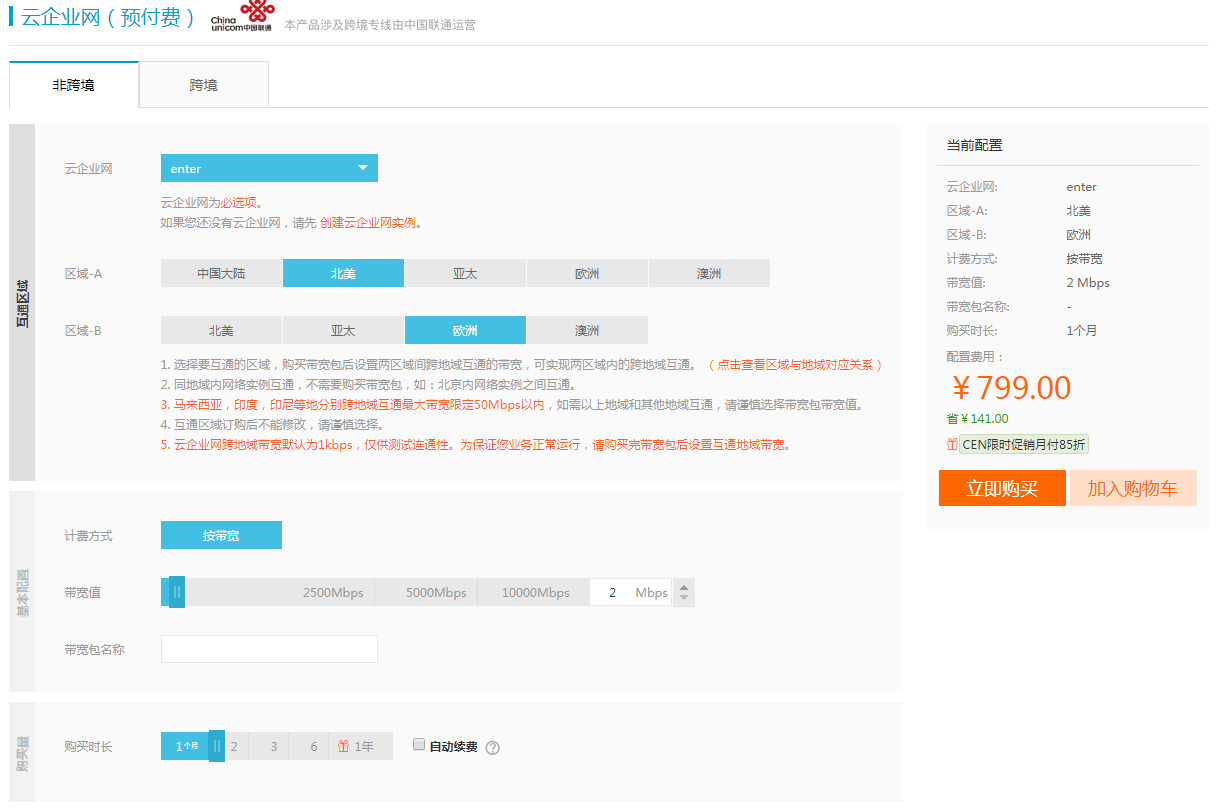 云企业网（预付费）
China
unicom中国联通
本产品涉及跨境专线由中国联通运营
非跨境
跨境
互通区域
云企业网
enter
云企业网为必选项。
如果您还没有云企业网，请先 创建云企业网实例。
区域-A
中国大陆
北美
亚太
欧洲
澳洲
区域-B
北美
亚太
欧洲
澳洲
1. 选择要互通的区域，购买带宽包后设置两区域间跨地域互通的带宽，可实现两区域内的跨地域互通。（点击查看区域与地域对应关系）
2. 同地域内网络实例互通，不需要购买带宽包，如：北京内网络实例之间互通。
3. 马来西亚，印度，印尼等地分别跨地域互通最大带宽限定50Mbps以内，如需以上地域和其他地域互通，请谨慎选择带宽包带宽值。
4. 互通区域订购后不能修改，请谨慎选择。
5. 云企业网跨地域带宽默认为1kbps，仅供测试连通性。为保证您业务正常运行，请购买完带宽包后设置互通地域带宽。
基本配置
计费方式
按带宽
带宽值
2500Mbps
5000Mbps
10000Mbps
2 Mbps
带宽包名称
购买量
购买时长
1个月
2
3
6
1年
自动续费
?
当前配置
云企业网: enter
区域-A: 北美
区域-B: 欧洲
计费方式: 按带宽
带宽值: 2 Mbps
带宽包名称: -
购买时长: 1个月
配置费用：
￥799.00
省￥141.00
CEN限时促销月付85折
立即购买
加入购物车